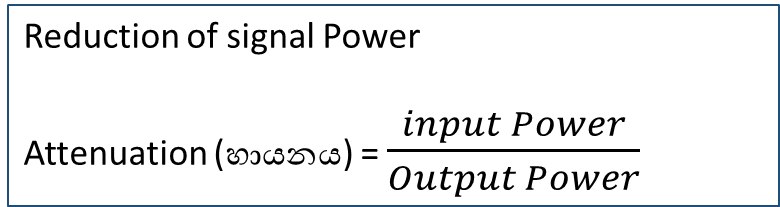 Reduction of signal Power
Attenuation (හායනය) = input Power
Output Power